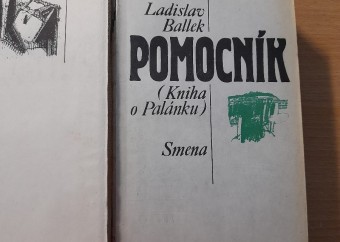 Ladislav
Ballek
POMOCNÍK
(Kniha
o Palánku)
Smena